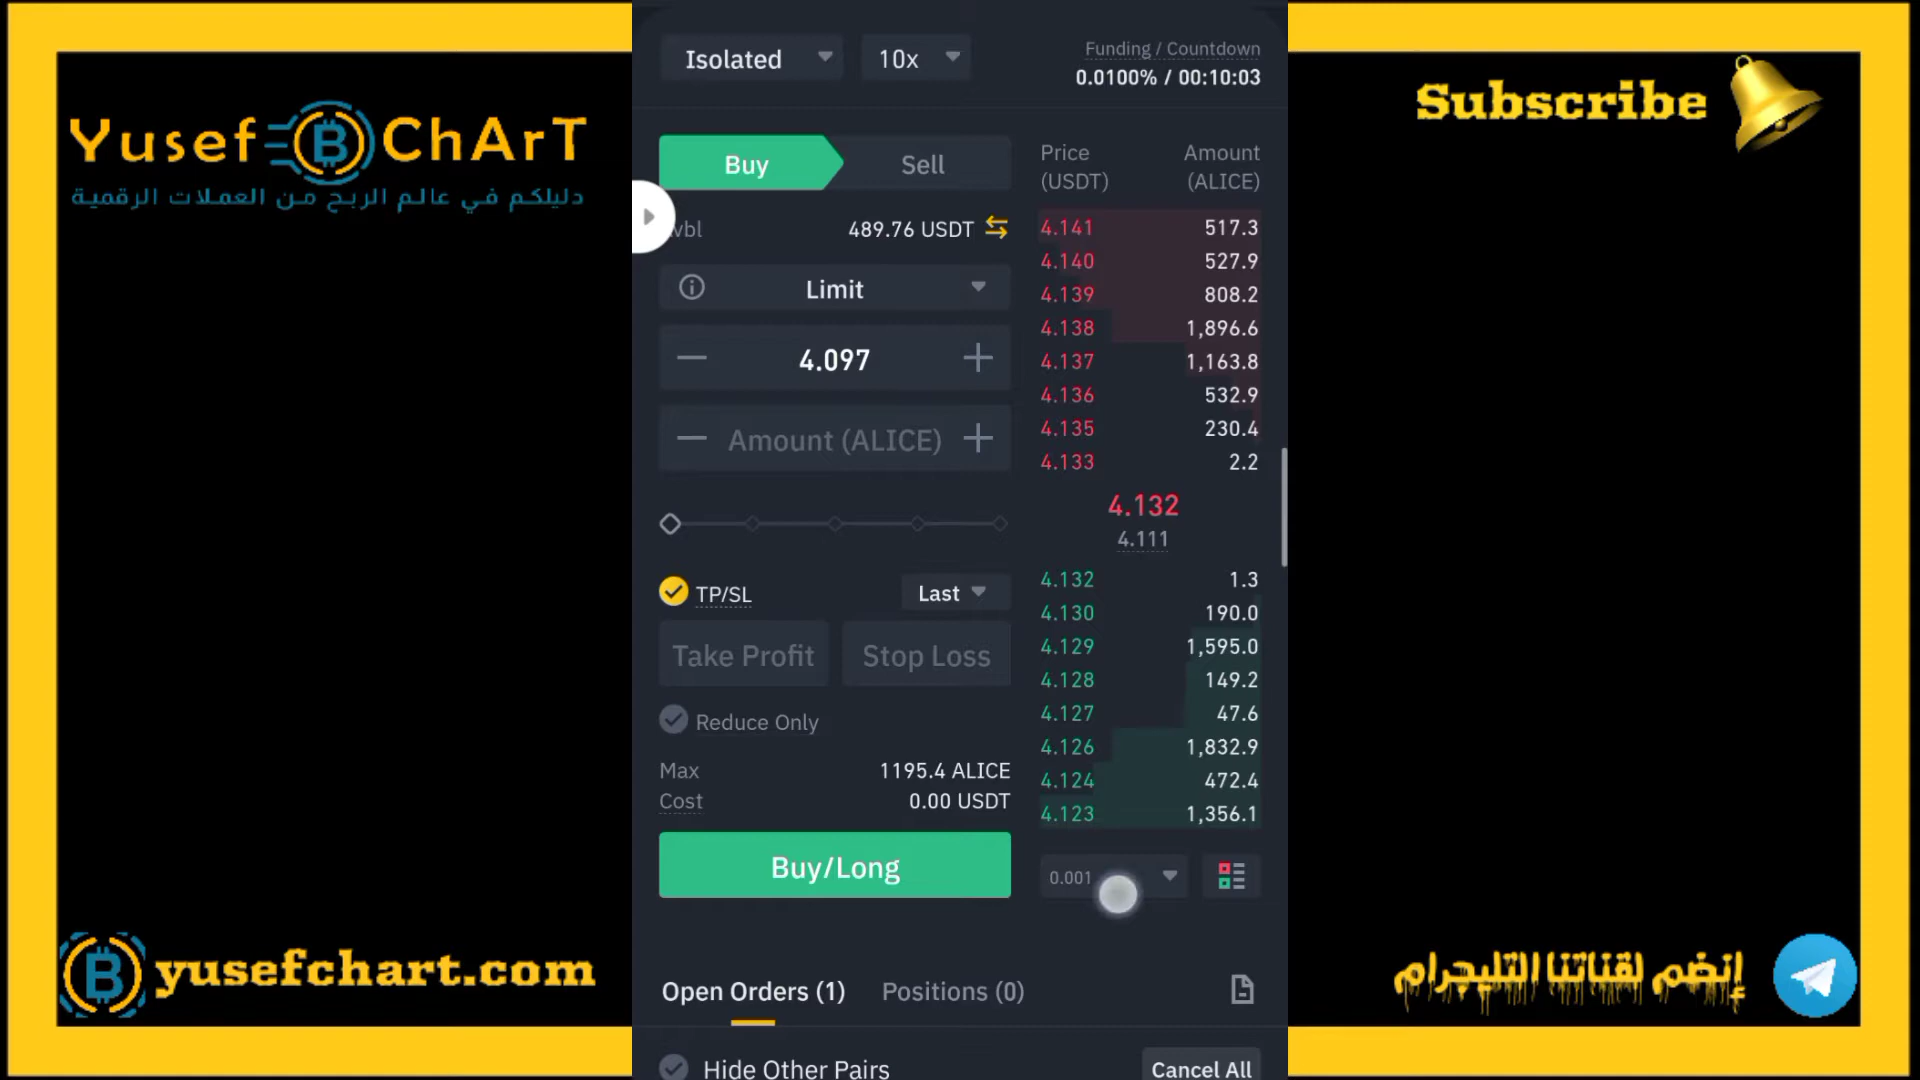 Yusef ChArT
دليلكم في عالم الربح من العملات الرقمية
Subscribe
Isolated
10x
Funding / Countdown
0.0100% / 00:10:03
Buy
Sell
489.76 USDT
Limit
4.097
Amount (ALICE)
TP/SL
Last
Take Profit
Stop Loss
Reduce Only
Max
1195.4 ALICE
Cost
0.00 USDT
Buy/Long
Price
(USDT)
Amount
(ALICE)
4.141 517.3
4.140 527.9
4.139 808.2
4.138 1,896.6
4.137 1,163.8
4.136 532.9
4.135 230.4
4.133 2.2
4.132
4.111
4.132 1.3
4.130 190.0
4.129 1,595.0
4.128 149.2
4.127 47.6
4.126 1,832.9
4.124 472.4
4.123 1,356.1
0.001
Open Orders (1)
Positions (0)
Hide Other Pairs
Cancel All
yusefchart.com
إنضم لقناتنا التليجرام